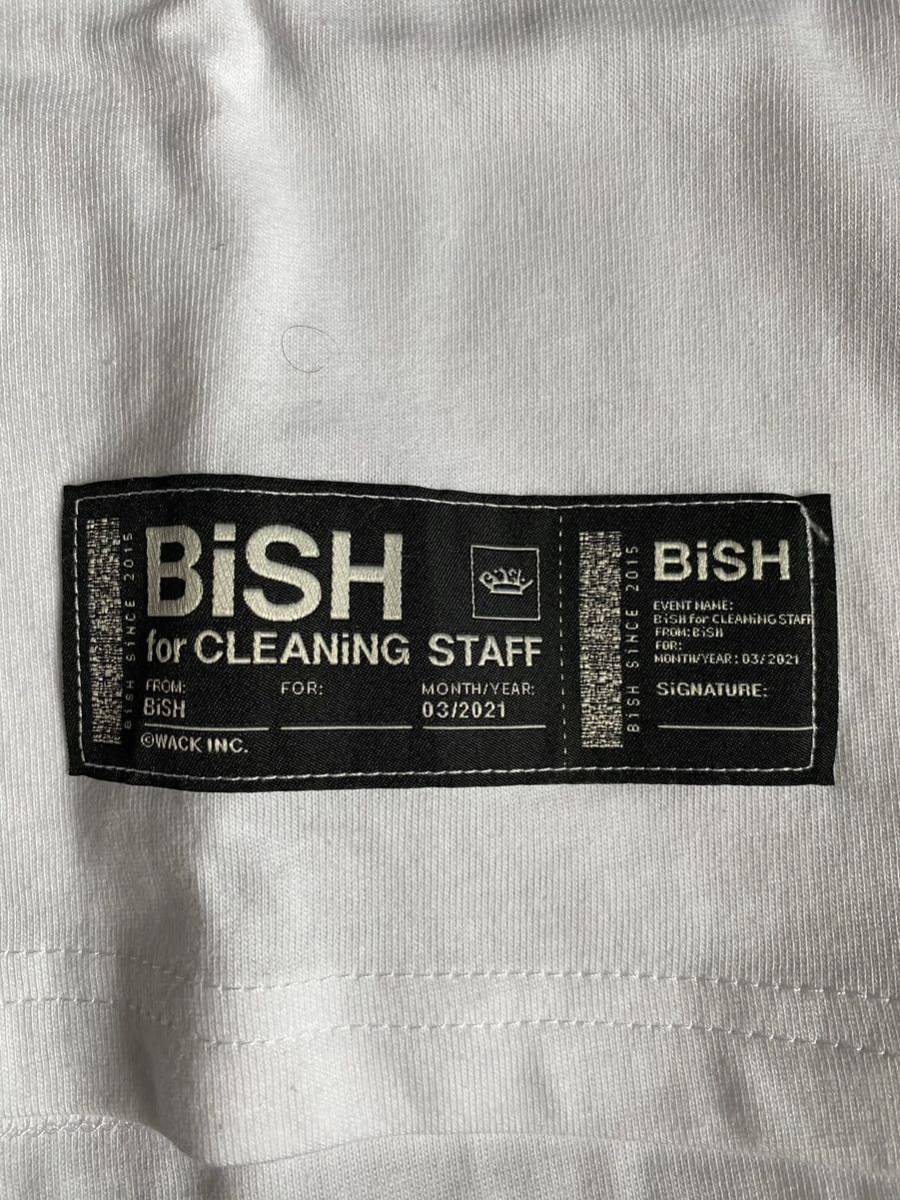 BiSH SiNCE 2015
BiSH
for CLEANiNG STAFF
FROM:
BiSH
FOR:
MONTH/YEAR:
03/2021
©WACK INC.
BiSH SiNCE 2015
BiSH
EVENT NAME:
BiSH for CLEANiNG STAFF
FROM: BiSH
FOR:
MONTH/YEAR: 03/2021
SiGNATURE: